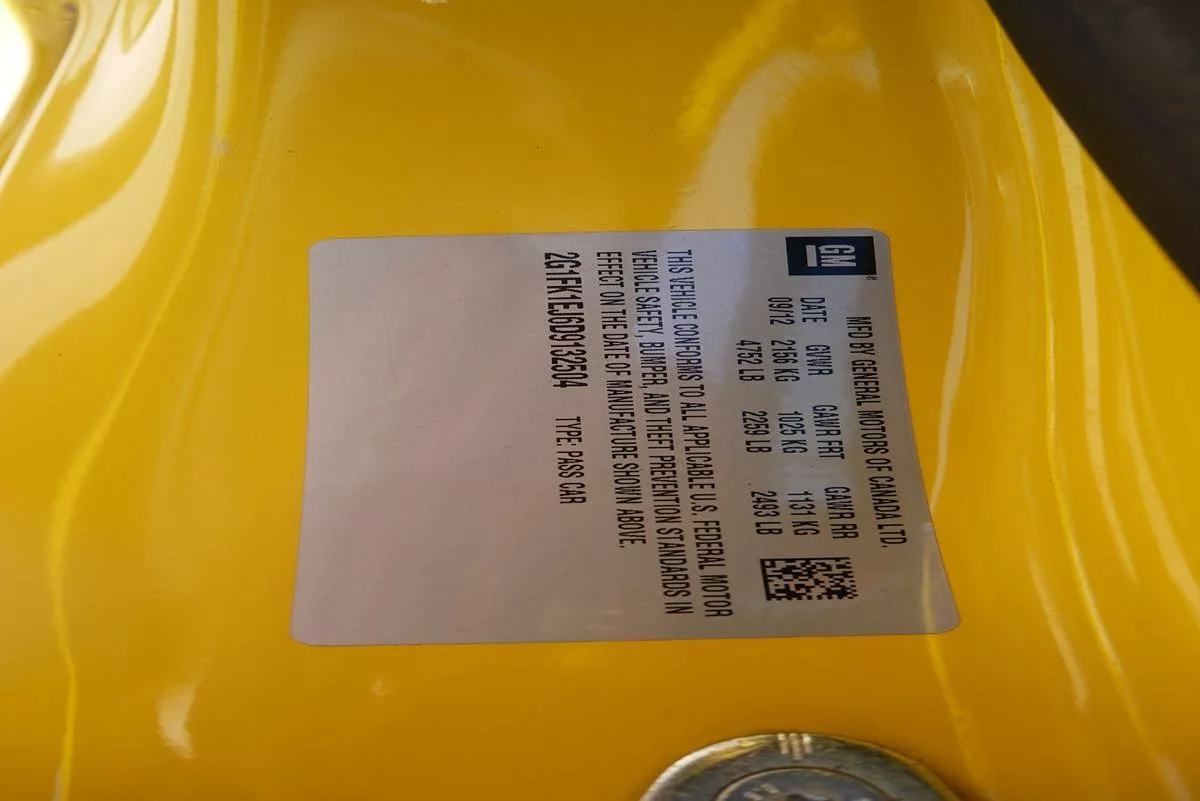 GM ®
MFD BY GENERAL MOTORS OF CANADA LTD.
DATE GVWR GAWR FRT GAWR RR
09/12 2156 KG 1025 KG 1131 KG
4752 LB 2259 LB 2493 LB
THIS VEHICLE CONFORMS TO ALL APPLICABLE U.S. FEDERAL MOTOR
VEHICLE SAFETY, BUMPER, AND THEFT PREVENTION STANDARDS IN
EFFECT ON THE DATE OF MANUFACTURE SHOWN ABOVE.
2G1FK1EJ6D9132504 TYPE: PASS CAR